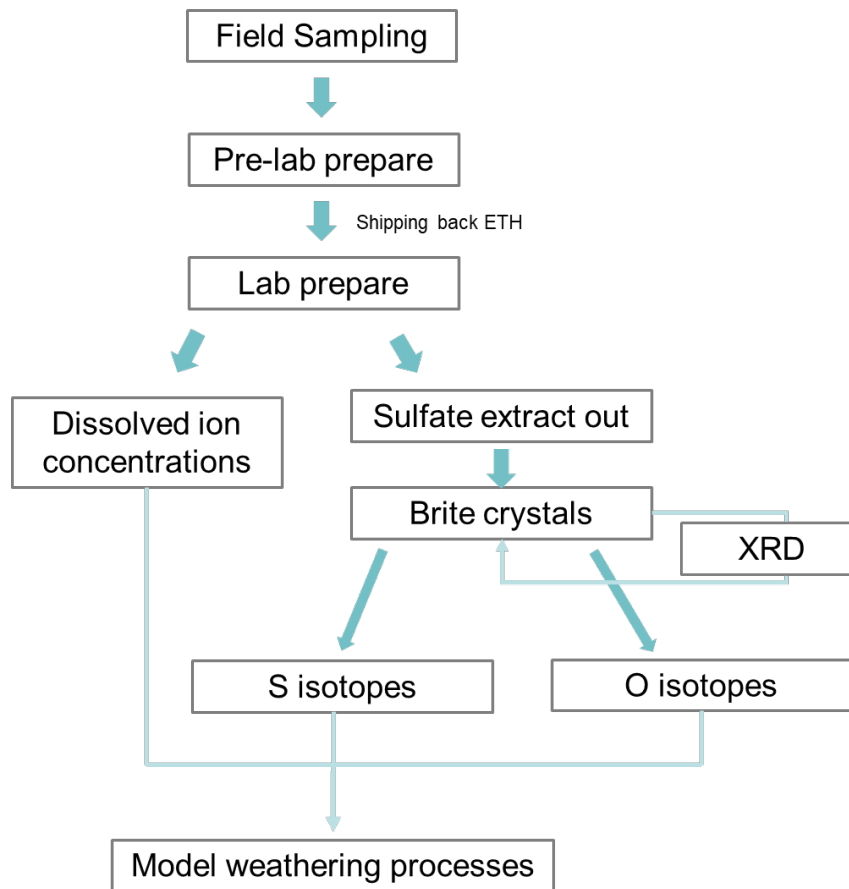 Field Sampling
Pre-lab prepare
Shipping back ETH
Lab prepare
Dissolved ion
concentrations
Sulfate extract out
Brite crystals
XRD
S isotopes
O isotopes
Model weathering processes